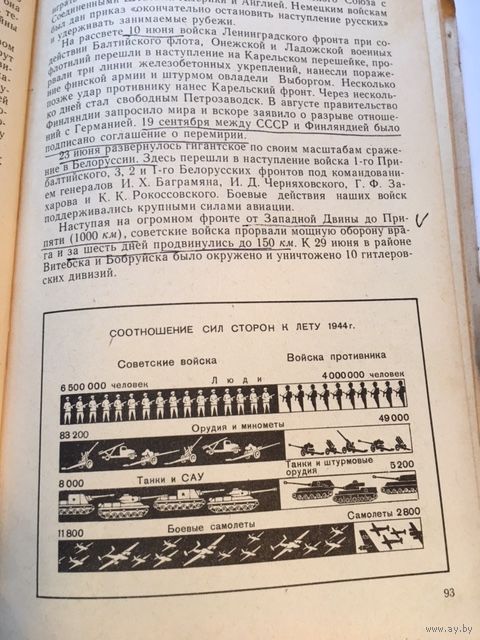 Соединенными Штатами Америки и Англией. Немецким войскам
был дан приказ «окончательно остановить наступление русских»
и удерживать занимаемые рубежи.
На рассвете 10 июня войска Ленинградского фронта при со-
действии Балтийского флота, Онежской и Ладожской военных
флотилий перешли в наступление на Карельском перешейке, про-
рвали три линии железобетонных укреплений, нанесли пораже-
ние финской армии и штурмом овладели Выборгом. Несколько
позже удар противнику нанес Карельский фронт. Через несколь-
ко дней стал свободным Петрозаводск. В августе правительство
Финляндии запросило мира и вскоре заявило о разрыве отноше-
ний с Германией. 19 сентября между СССР и Финляндией было
подписано соглашение о перемирии.
23 июня развернулось гигантское по своим масштабам сраже-
ние в Белоруссии. Здесь перешли в наступление войска 1-го При-
балтийского, 3, 2 и 1-го Белорусских фронтов под командовани-
ем генералов И. Х. Баграмяна, И. Д. Черняховского, Г. Ф. За-
харова и К. К. Рокоссовского. Боевые действия наших войск
поддерживались крупными силами авиации.
Наступая на огромном фронте от Западной Двины до При-
пяти (1000 км), советские войска прорвали мощную оборону вра-
га и за шесть дней продвинулись до 150 км. К 29 июня в районе
Витебска и Бобруйска было окружено и уничтожено 10 гитлеров-
ских дивизий.
СООТНОШЕНИЕ СИЛ СТОРОН К ЛЕТУ 1944 г.
Советские войска Войска противника
6 500 000 человек Люди 4 000 000 человек
83 200 Орудия и минометы 49 000
8 000 Танки и САУ Танки и штурмовые орудия 5 200
11 800 Боевые самолеты Самолеты 2 800
93
www.ay.by